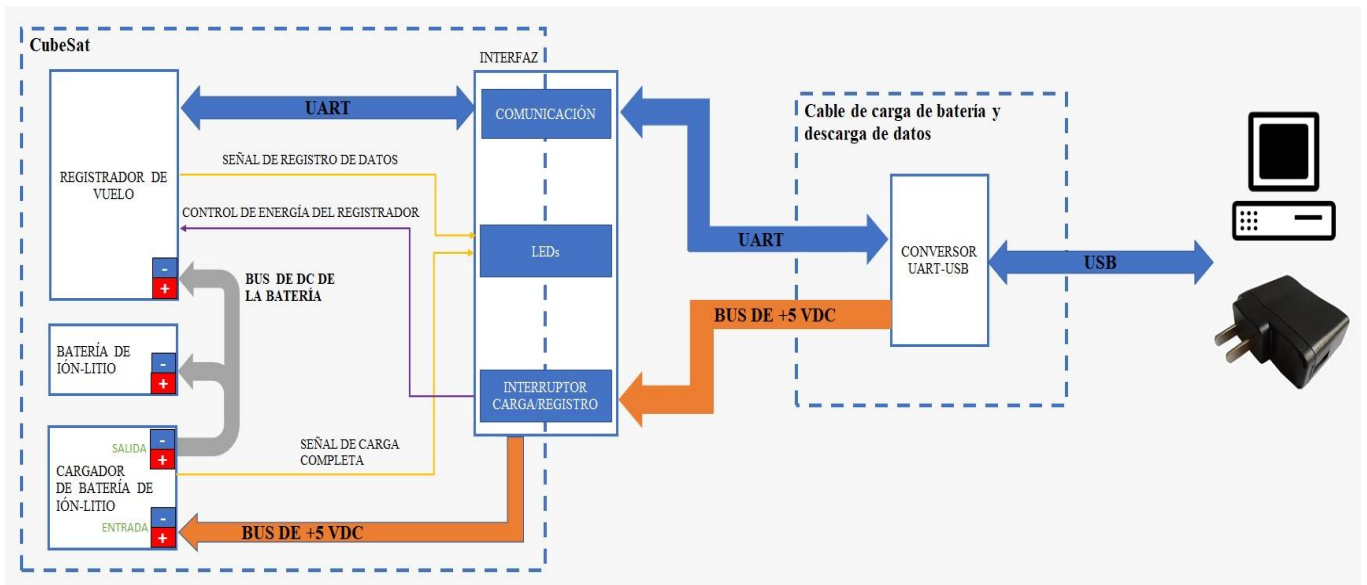 CubeSat
INTERFAZ
REGISTRADOR DE
VUELO
-
+
UART
COMUNICACIÓN
SEÑAL DE REGISTRO DE DATOS
CONTROL DE ENERGÍA DEL REGISTRADOR
LEDs
BUS DE DC DE
LA BATERÍA
BATERÍA DE
IÓN-LITIO
-
+
INTERRUPTOR
CARGA/REGISTRO
SALIDA
-
+
CARGADOR
DE BATERÍA DE
IÓN-LITIO
ENTRADA
-
+
SEÑAL DE CARGA
COMPLETA
BUS DE +5 VDC
Cable de carga de batería y
descarga de datos
UART
CONVERSOR
UART-USB
USB
BUS DE +5 VDC